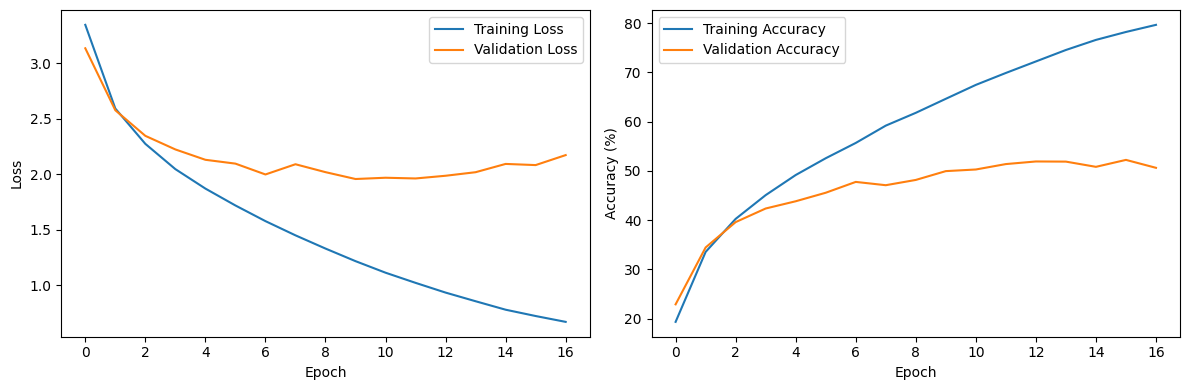 Training Loss
Validation Loss
3.0
2.5
2.0
1.5
1.0
Loss
0 2 4 6 8 10 12 14 16
Epoch
Training Accuracy
Validation Accuracy
80
70
60
50
40
30
20
Accuracy (%)
0 2 4 6 8 10 12 14 16
Epoch